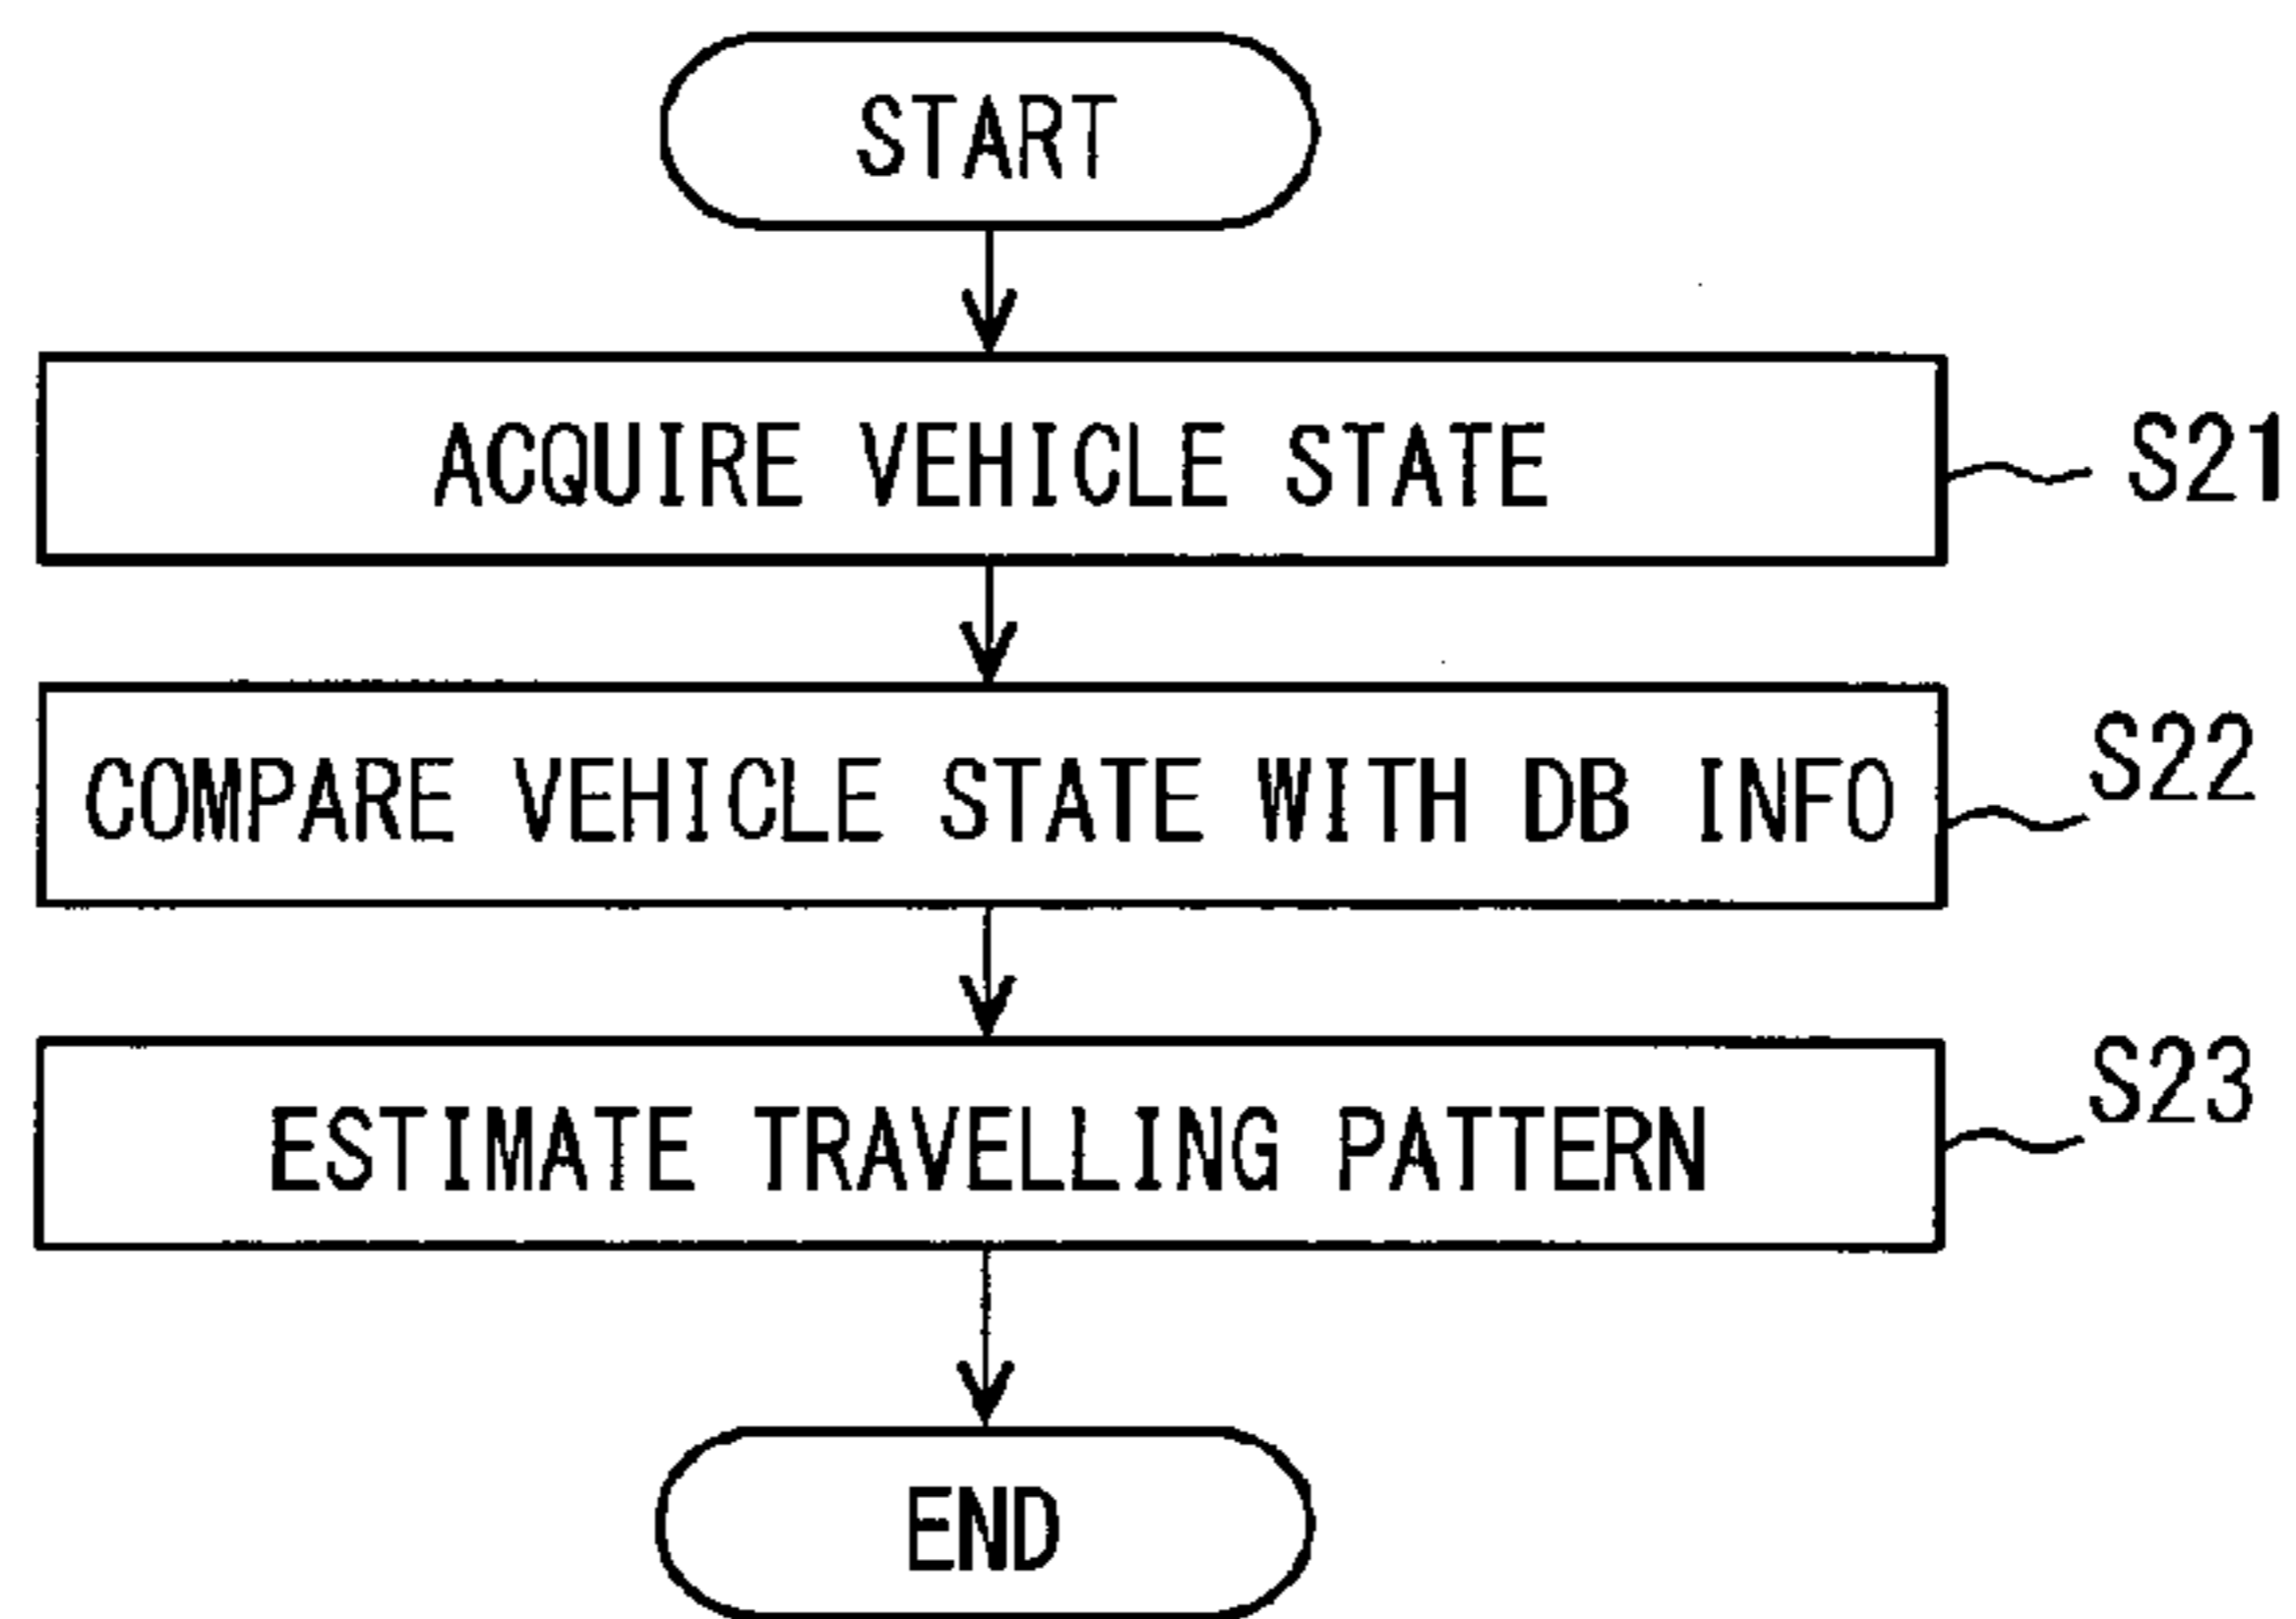 START
ACQUIRE VEHICLE STATE
S21
COMPARE VEHICLE STATE WITH DB INFO
S22
ESTIMATE TRAVELLING PATTERN
S23
END